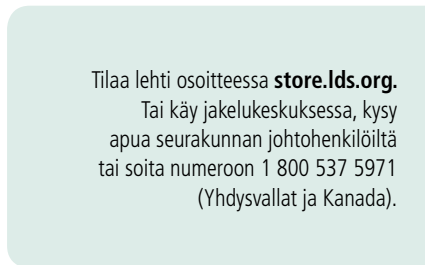 Tilaa lehti osoitteessa store.lds.org.
Tai käy jakelukeskuksessa, kysy
apua seurakunnan johtohenkilöiltä
tai soita numeroon 1 800 537 5971
(Yhdysvallat ja Kanada).